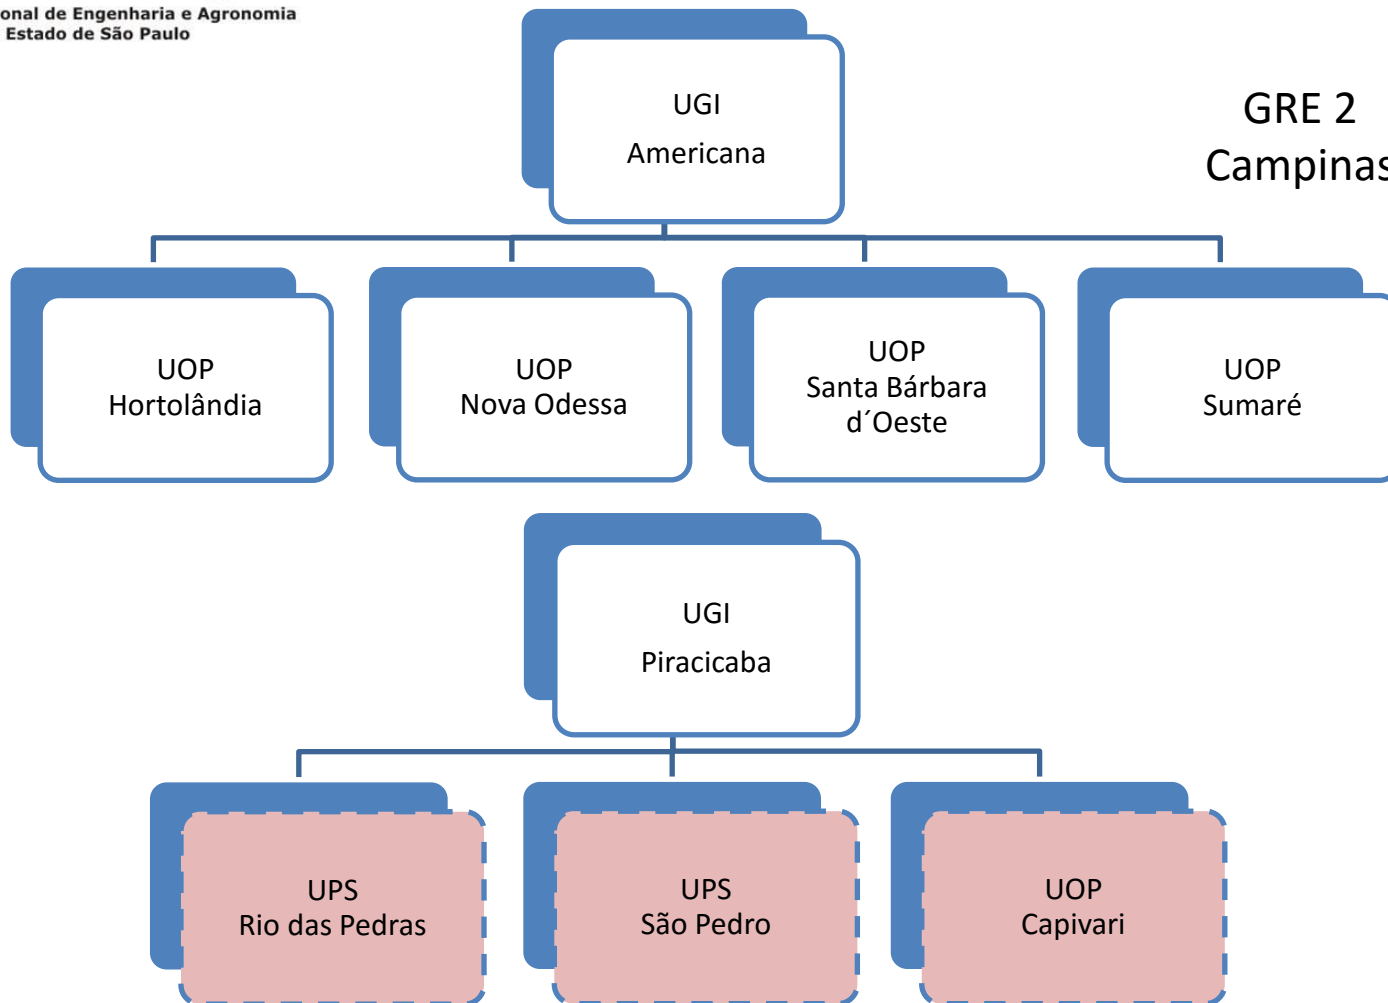 onal de Engenharia e Agronomia
Estado de São Paulo
GRE 2
Campinas
UGI
Americana
UOP
Hortolândia
UOP
Nova Odessa
UOP
Santa Bárbara
d´Oeste
UOP
Sumaré
UGI
Piracicaba
UPS
Rio das Pedras
UPS
São Pedro
UOP
Capivari